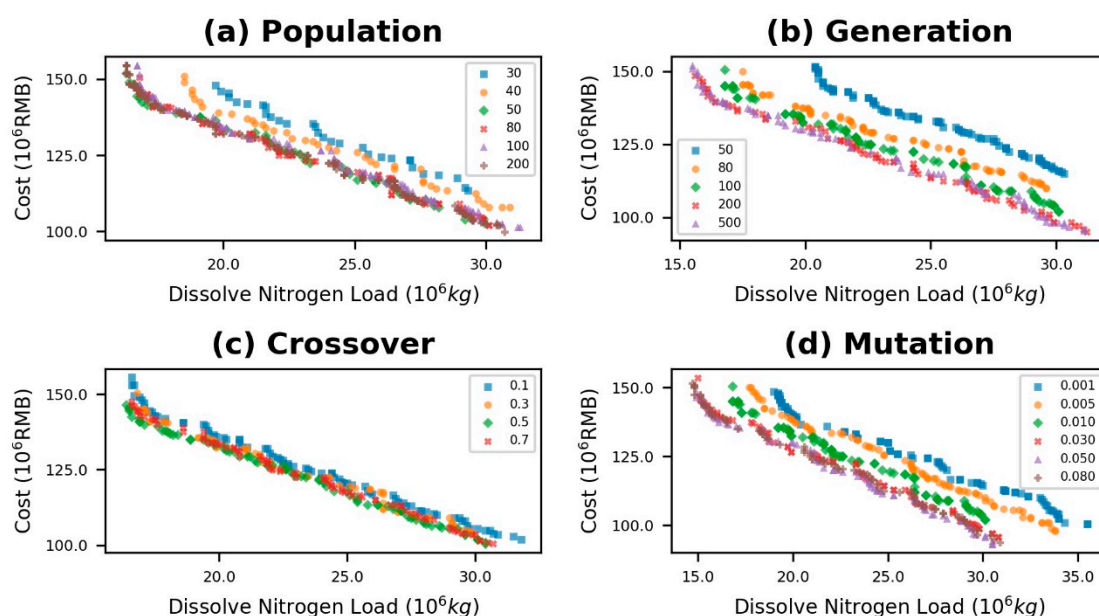 (a) Population
Cost (10⁶RMB)
150.0
125.0
100.0
30
40
50
80
100
200
20.0 25.0 30.0
Dissolve Nitrogen Load (10⁶kg)
(b) Generation
Cost (10⁶RMB)
150.0
125.0
100.0
50
80
100
200
500
15.0 20.0 25.0 30.0
Dissolve Nitrogen Load (10⁶kg)
(c) Crossover
Cost (10⁶RMB)
150.0
125.0
100.0
0.1
0.3
0.5
0.7
20.0 25.0 30.0
Dissolve Nitrogen Load (10⁶kg)
(d) Mutation
Cost (10⁶RMB)
150.0
125.0
100.0
0.001
0.005
0.010
0.030
0.050
0.080
15.0 20.0 25.0 30.0 35.0
Dissolve Nitrogen Load (10⁶kg)